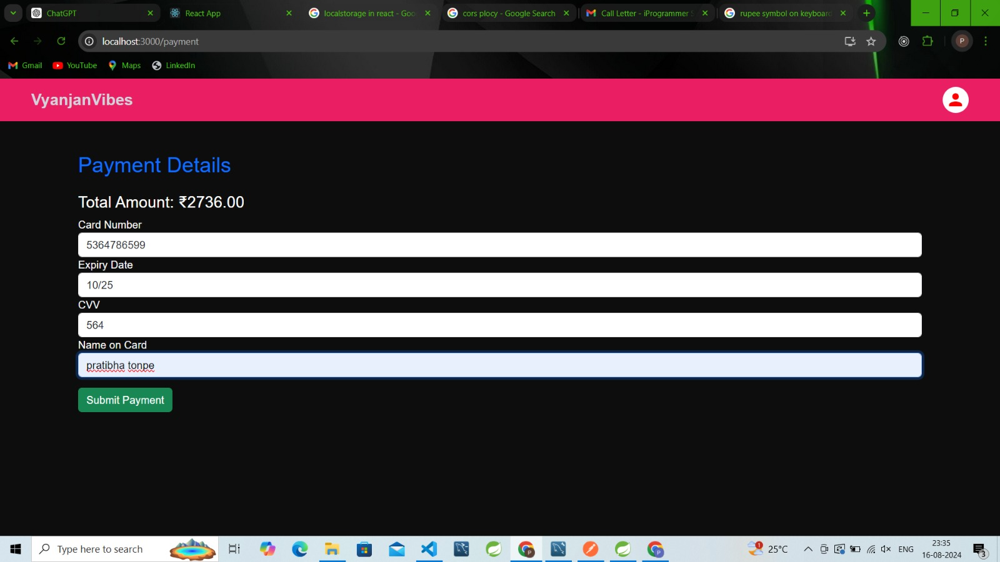 ChatGPT
React App
localstorage in react - Goo
cors plocy - Google Search
Call Letter - iProgrammer S
rupee symbol on keyboard
localhost:3000/payment
P
Gmail
YouTube
Maps
LinkedIn
VyanjanVibes
Payment Details
Total Amount: ₹2736.00
Card Number
5364786599
Expiry Date
10/25
CVV
564
Name on Card
pratibha tonpe
Submit Payment
Type here to search
1
25°C
ENG
23:35
16-08-2024
3